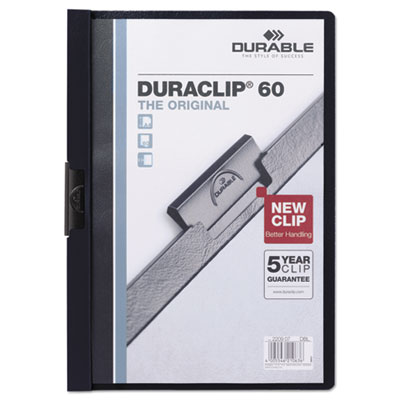 DURABLE
THE STYLE OF SUCCESS
DURACLIP® 60
THE ORIGINAL
DURABLE
NEW
CLIP
Better Handling
5 YEAR
CLIP
GUARANTEE
www.durable.com